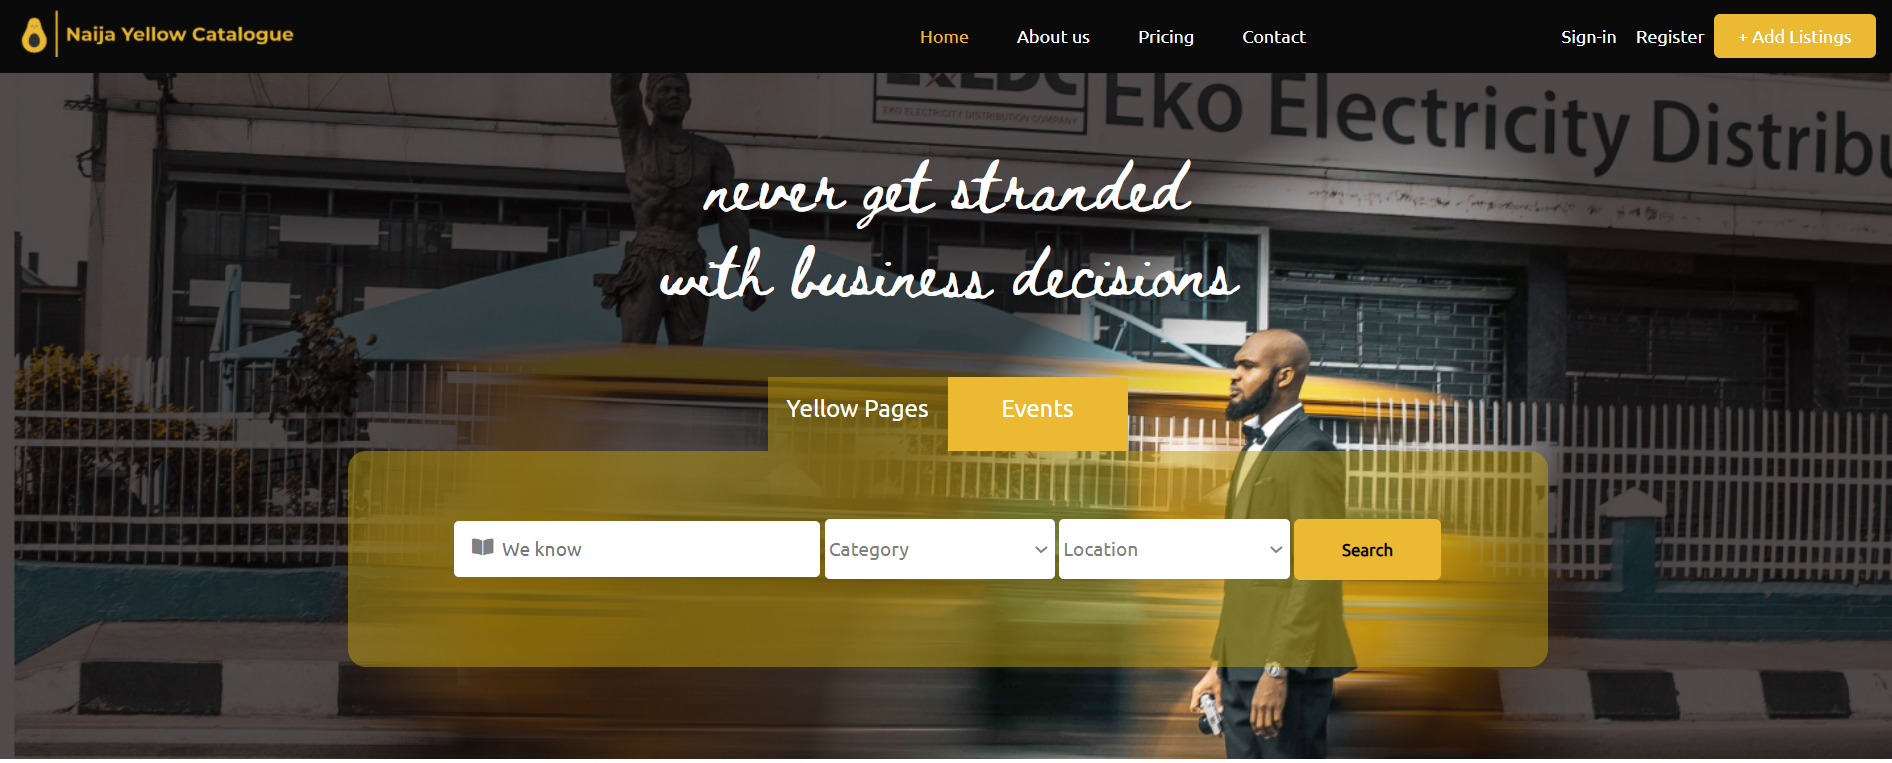 Naija Yellow Catalogue
Home About us Pricing Contact
Sign-in Register + Add Listings
EKO ELECTRICITY DISTRIBUTION COMPANY
Eko Electricity Distribu
never get stranded
with business decisions
Yellow Pages Events
We know Category Location Search